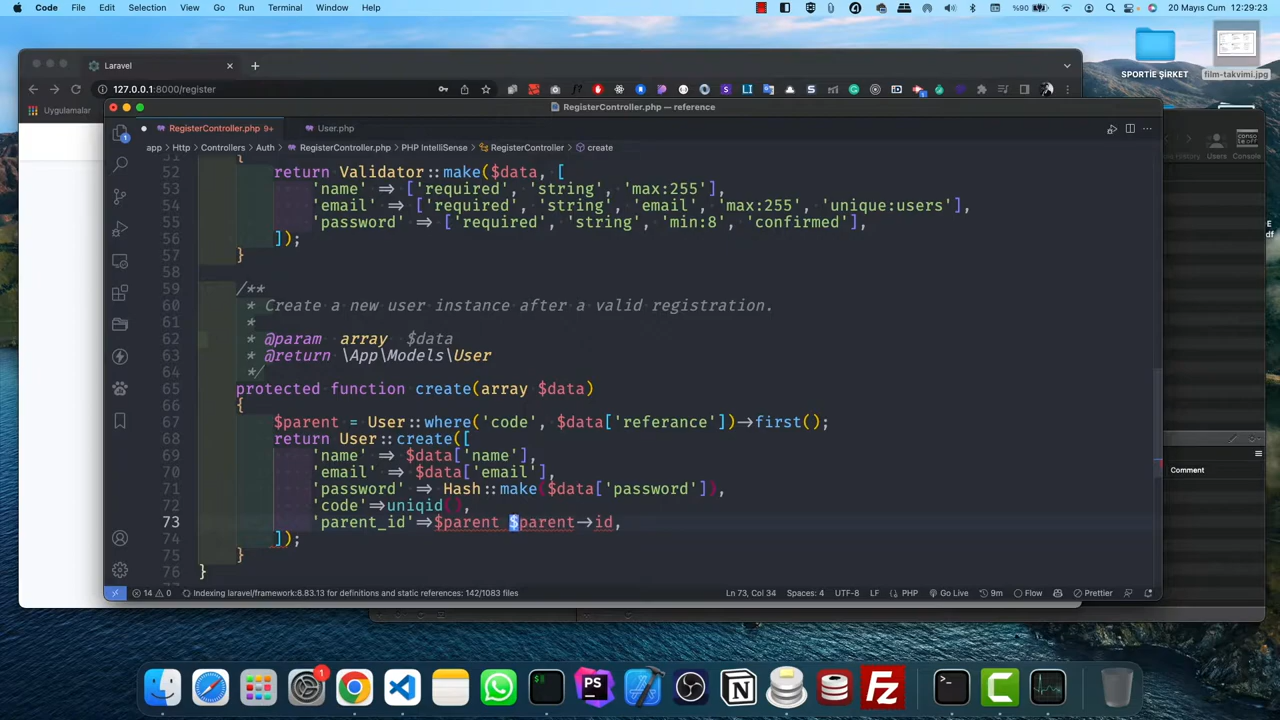 Code File Edit Selection View Go Run Terminal Window Help
%90
20 Mayıs Cum 12:29:23
Laravel
127.0.0.1:8000/register
Uygulamalar
SPORTİE ŞİRKET
film-takvimi.jpg
Users Console
Comment
RegisterController.php — reference
RegisterController.php 9+ User.php
app > Http > Controllers > Auth > RegisterController.php > PHP IntelliSense > RegisterController > create
51 {
52 return Validator::make($data, [
53 'name' => ['required', 'string', 'max:255'],
54 'email' => ['required', 'string', 'email', 'max:255', 'unique:users'],
55 'password' => ['required', 'string', 'min:8', 'confirmed'],
56 ]);
57 }
58
59 /**
60 * Create a new user instance after a valid registration.
61 *
62 * @param array $data
63 * @return \App\Models\User
64 */
65 protected function create(array $data)
66 {
67 $parent = User::where('code', $data['referance'])->first();
68 return User::create([
69 'name' => $data['name'],
70 'email' => $data['email'],
71 'password' => Hash::make($data['password']),
72 'code'=>uniqid(),
73 'parent_id'=>$parent $parent->id,
74 ]);
75 }
76 }
14 0 Indexing laravel/framework:8.83.13 for definitions and static references: 142/1083 files
Ln 73, Col 34 Spaces: 4 UTF-8 LF PHP Go Live 9m Flow Prettier